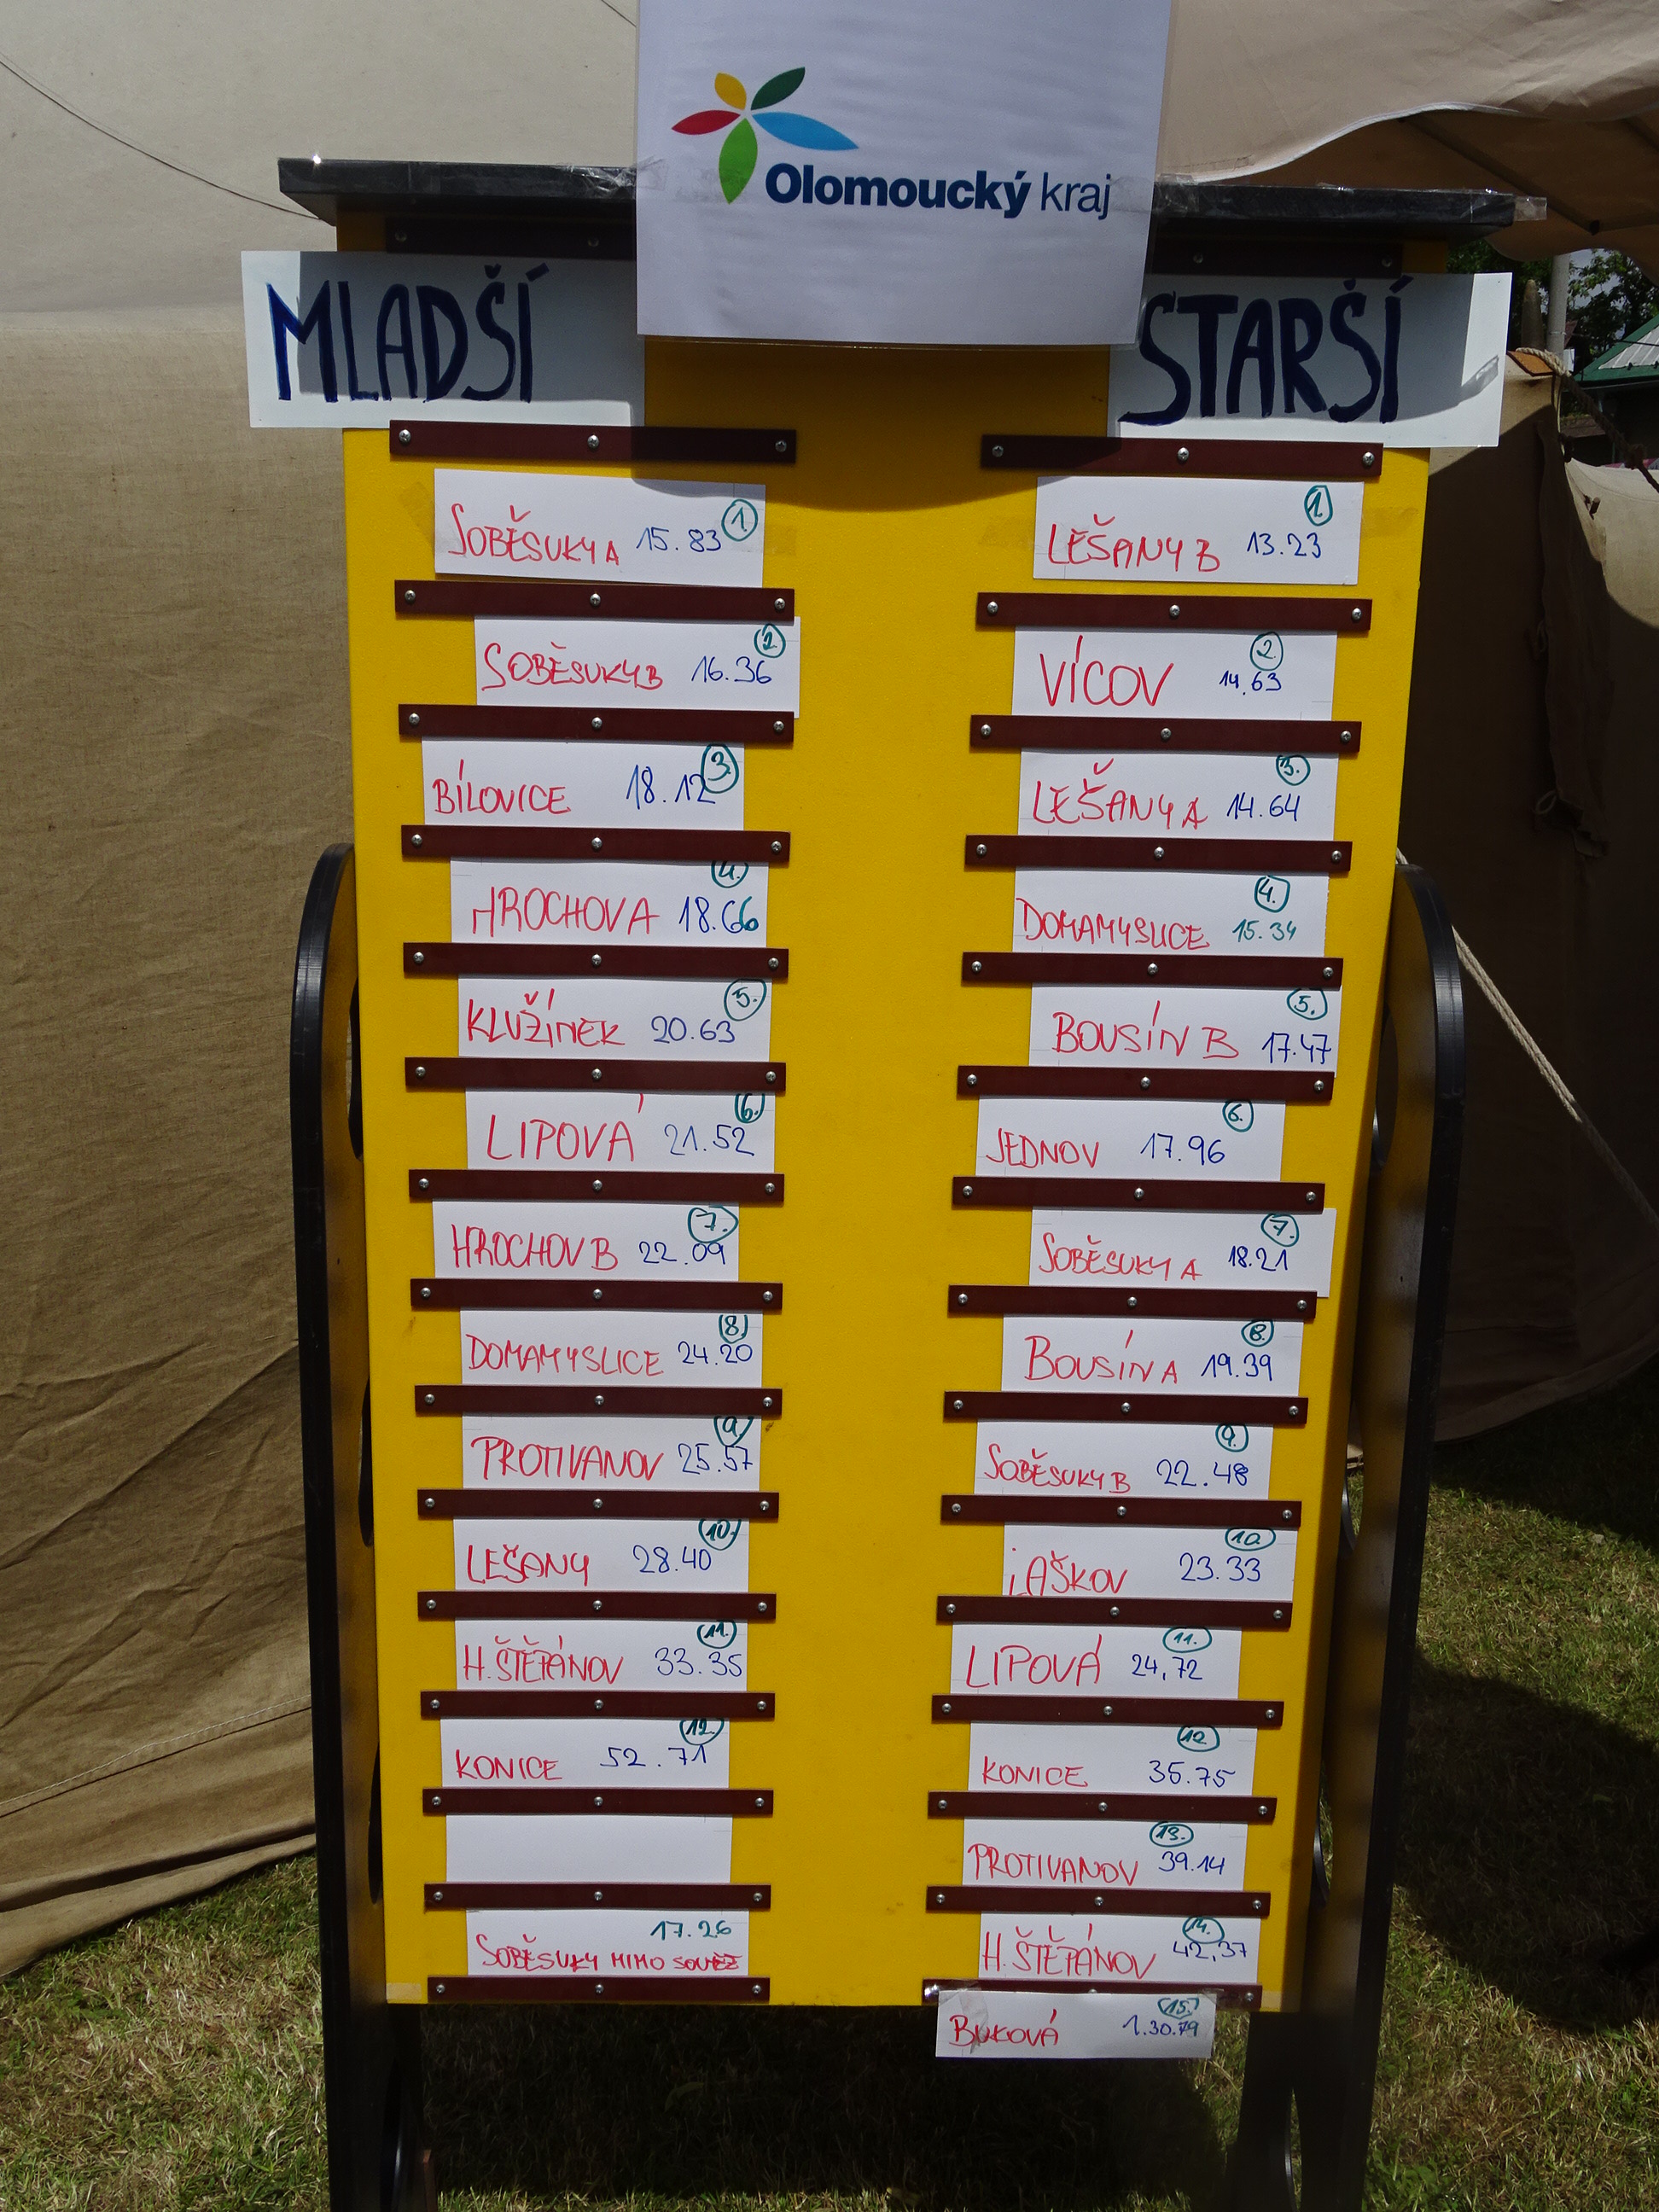 Olomoucký kraj
MLADŠÍ
SOBĚSUKY A 15.83 1.
SOBĚSUKY B 16.36 2.
BÍLOVICE 18.12 3.
HROCHOV A 18.66 4.
KLUŽÍNEK 20.63 5.
LIPOVÁ 21.52 6.
HROCHOV B 22.09 7.
DOMAMYSLICE 24.20 8.
PROTIVANOV 25.57 9.
LEŠANY 28.40 10.
H.ŠTĚPÁNOV 33.35 11.
KONICE 52.71 12.
17.26
SOBĚSUKY MIMO SOUTĚŽ
STARŠÍ
LEŠANY B 13.23 1.
VÍCOV 14,63 2.
LEŠANY A 14.64 3.
DOMAMYSLICE 15.34 4.
BOUSÍN B 17.47 5.
JEDNOV 17.96 6.
SOBĚSUKY A 18.21 7.
BOUSÍN A 19.39 8.
SOBĚSUKY B 22.48 9.
LAŠKOV 23.33 10.
LIPOVÁ 24,72 11.
KONICE 35.75 12.
PROTIVANOV 39.14 13.
H.ŠTĚPÁNOV 42,37 14.
BUKOVÁ 1.30.79 15.